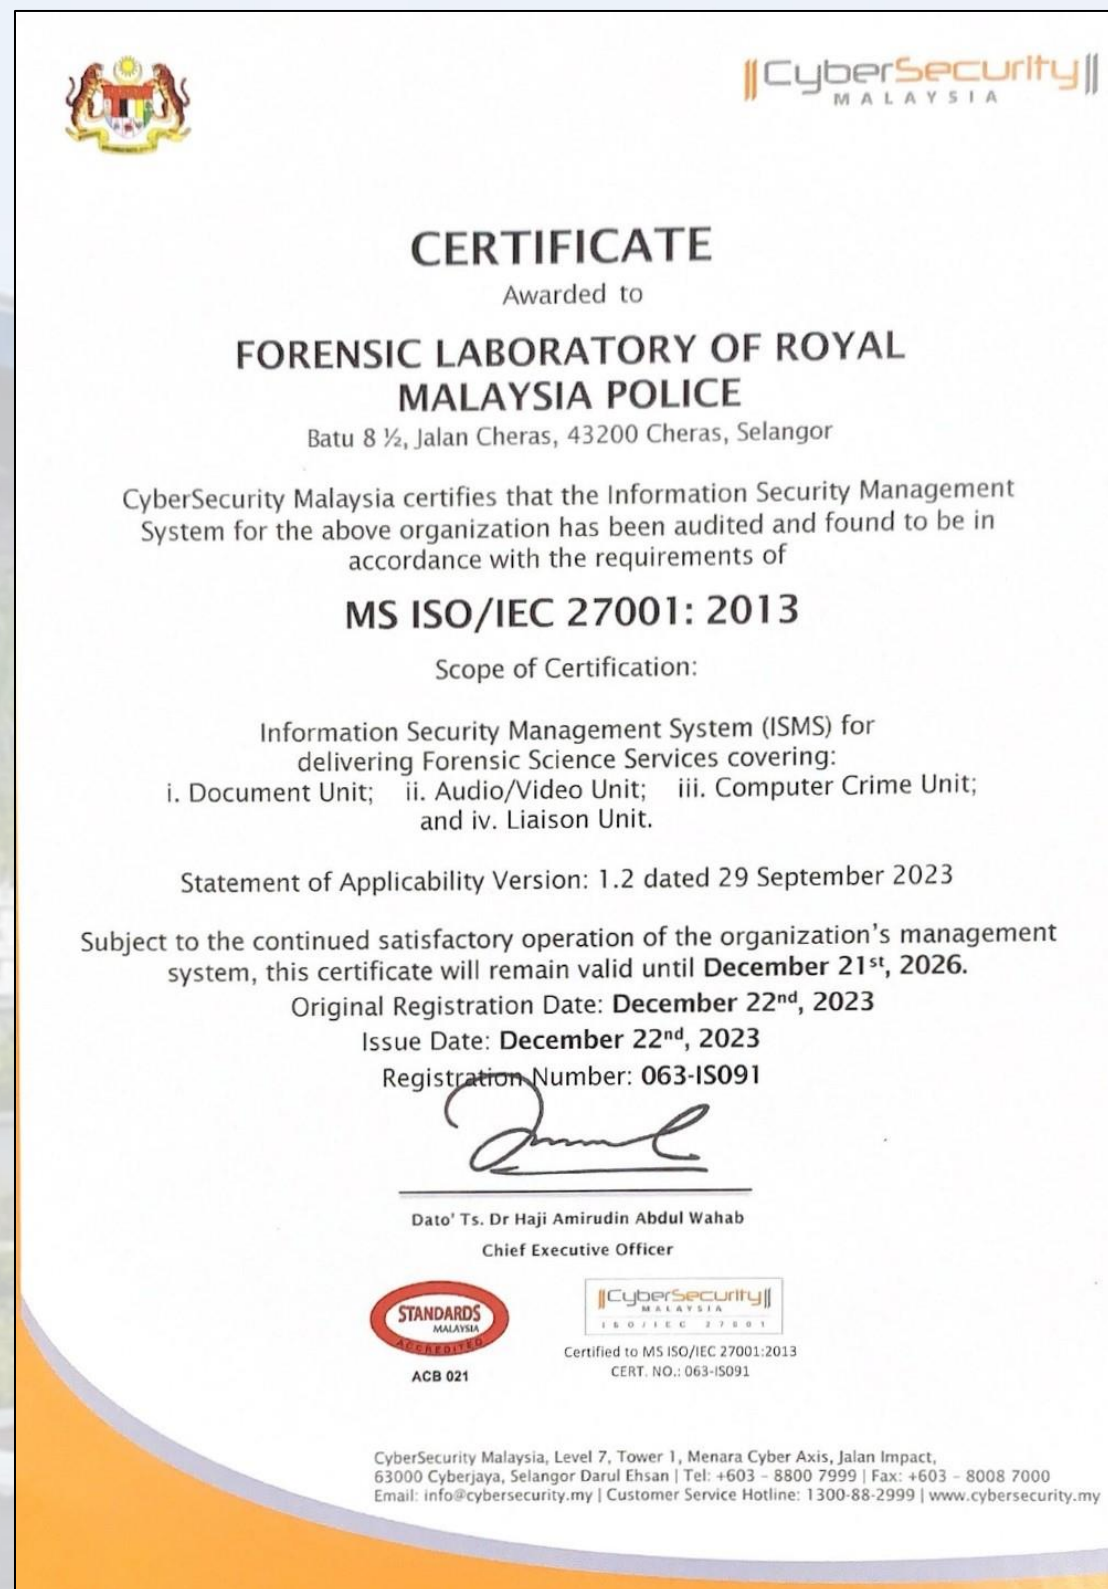 CyberSecurity
MALAYSIA
CERTIFICATE
Awarded to
FORENSIC LABORATORY OF ROYAL
MALAYSIA POLICE
Batu 8 ½, Jalan Cheras, 43200 Cheras, Selangor
CyberSecurity Malaysia certifies that the Information Security Management
System for the above organization has been audited and found to be in
accordance with the requirements of
MS ISO/IEC 27001: 2013
Scope of Certification:
Information Security Management System (ISMS) for
delivering Forensic Science Services covering:
i. Document Unit; ii. Audio/Video Unit; iii. Computer Crime Unit;
and iv. Liaison Unit.
Statement of Applicability Version: 1.2 dated 29 September 2023
Subject to the continued satisfactory operation of the organization's management
system, this certificate will remain valid until December 21st, 2026.
Original Registration Date: December 22nd, 2023
Issue Date: December 22nd, 2023
Registration Number: 063-IS091
Dato' Ts. Dr Haji Amirudin Abdul Wahab
Chief Executive Officer
STANDARDS
MALAYSIA
ACCREDITED
ACB 021
CyberSecurity
MALAYSIA
ISO/IEC 27001
Certified to MS ISO/IEC 27001:2013
CERT. NO.: 063-IS091
CyberSecurity Malaysia, Level 7, Tower 1, Menara Cyber Axis, Jalan Impact,
63000 Cyberjaya, Selangor Darul Ehsan | Tel: +603 – 8800 7999 | Fax: +603 – 8008 7000
Email: info@cybersecurity.my | Customer Service Hotline: 1300-88-2999 | www.cybersecurity.my